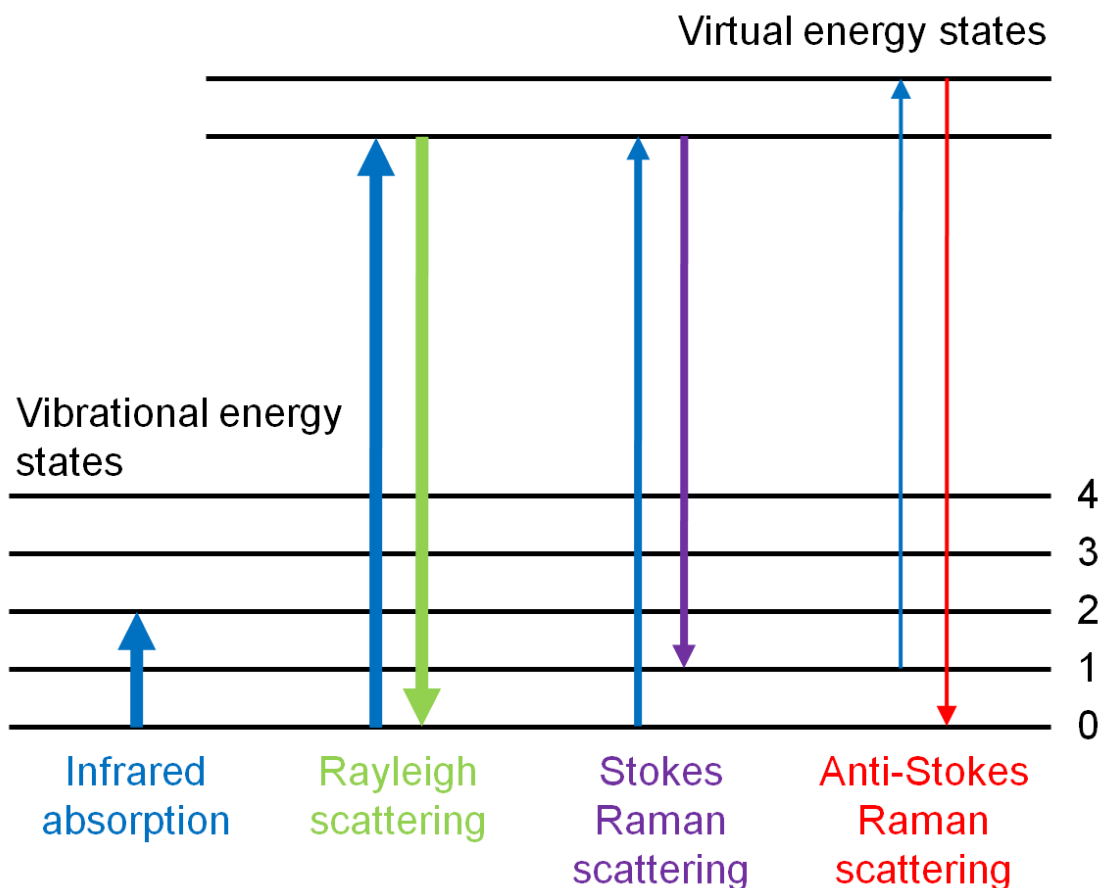 Virtual energy states
Vibrational energy
states
4
3
2
1
0
Infrared
absorption
Rayleigh
scattering
Stokes
Raman
scattering
Anti-Stokes
Raman
scattering